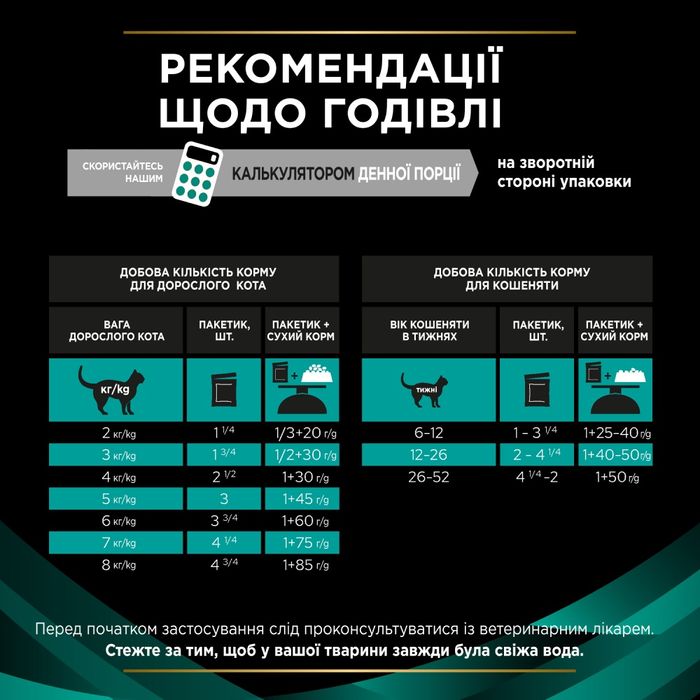 РЕКОМЕНДАЦІЇ
ЩОДО ГОДІВЛІ
СКОРИСТАЙТЕСЬ
НАШИМ
КАЛЬКУЛЯТОРОМ ДЕННОЇ ПОРЦІЇ
на зворотній
стороні упаковки
ДОБОВА КІЛЬКІСТЬ КОРМУ
ДЛЯ ДОРОСЛОГО КОТА
ВАГА
ДОРОСЛОГО КОТА
ПАКЕТИК,
ШТ.
ПАКЕТИК +
СУХИЙ КОРМ
кг/kg
+
2 кг/kg 1 1/4 1/3+20 г/g
3 кг/kg 1 3/4 1/2+30 г/g
4 кг/kg 2 1/2 1+30 г/g
5 кг/kg 3 1+45 г/g
6 кг/kg 3 3/4 1+60 г/g
7 кг/kg 4 1/4 1+75 г/g
8 кг/kg 4 3/4 1+85 г/g
ДОБОВА КІЛЬКІСТЬ КОРМУ
ДЛЯ КОШЕНЯТИ
ВІК КОШЕНЯТИ
В ТИЖНЯХ
ПАКЕТИК,
ШТ.
ПАКЕТИК +
СУХИЙ КОРМ
тижні
+
6–12 1 – 3 1/4 1+25–40 г/g
12–26 2 – 4 1/4 1+40–50 г/g
26–52 4 1/4 –2 1+50 г/g
Перед початком застосування слід проконсультуватися із ветеринарним лікарем.
Стежте за тим, щоб у вашої тварини завжди була свіжа вода.